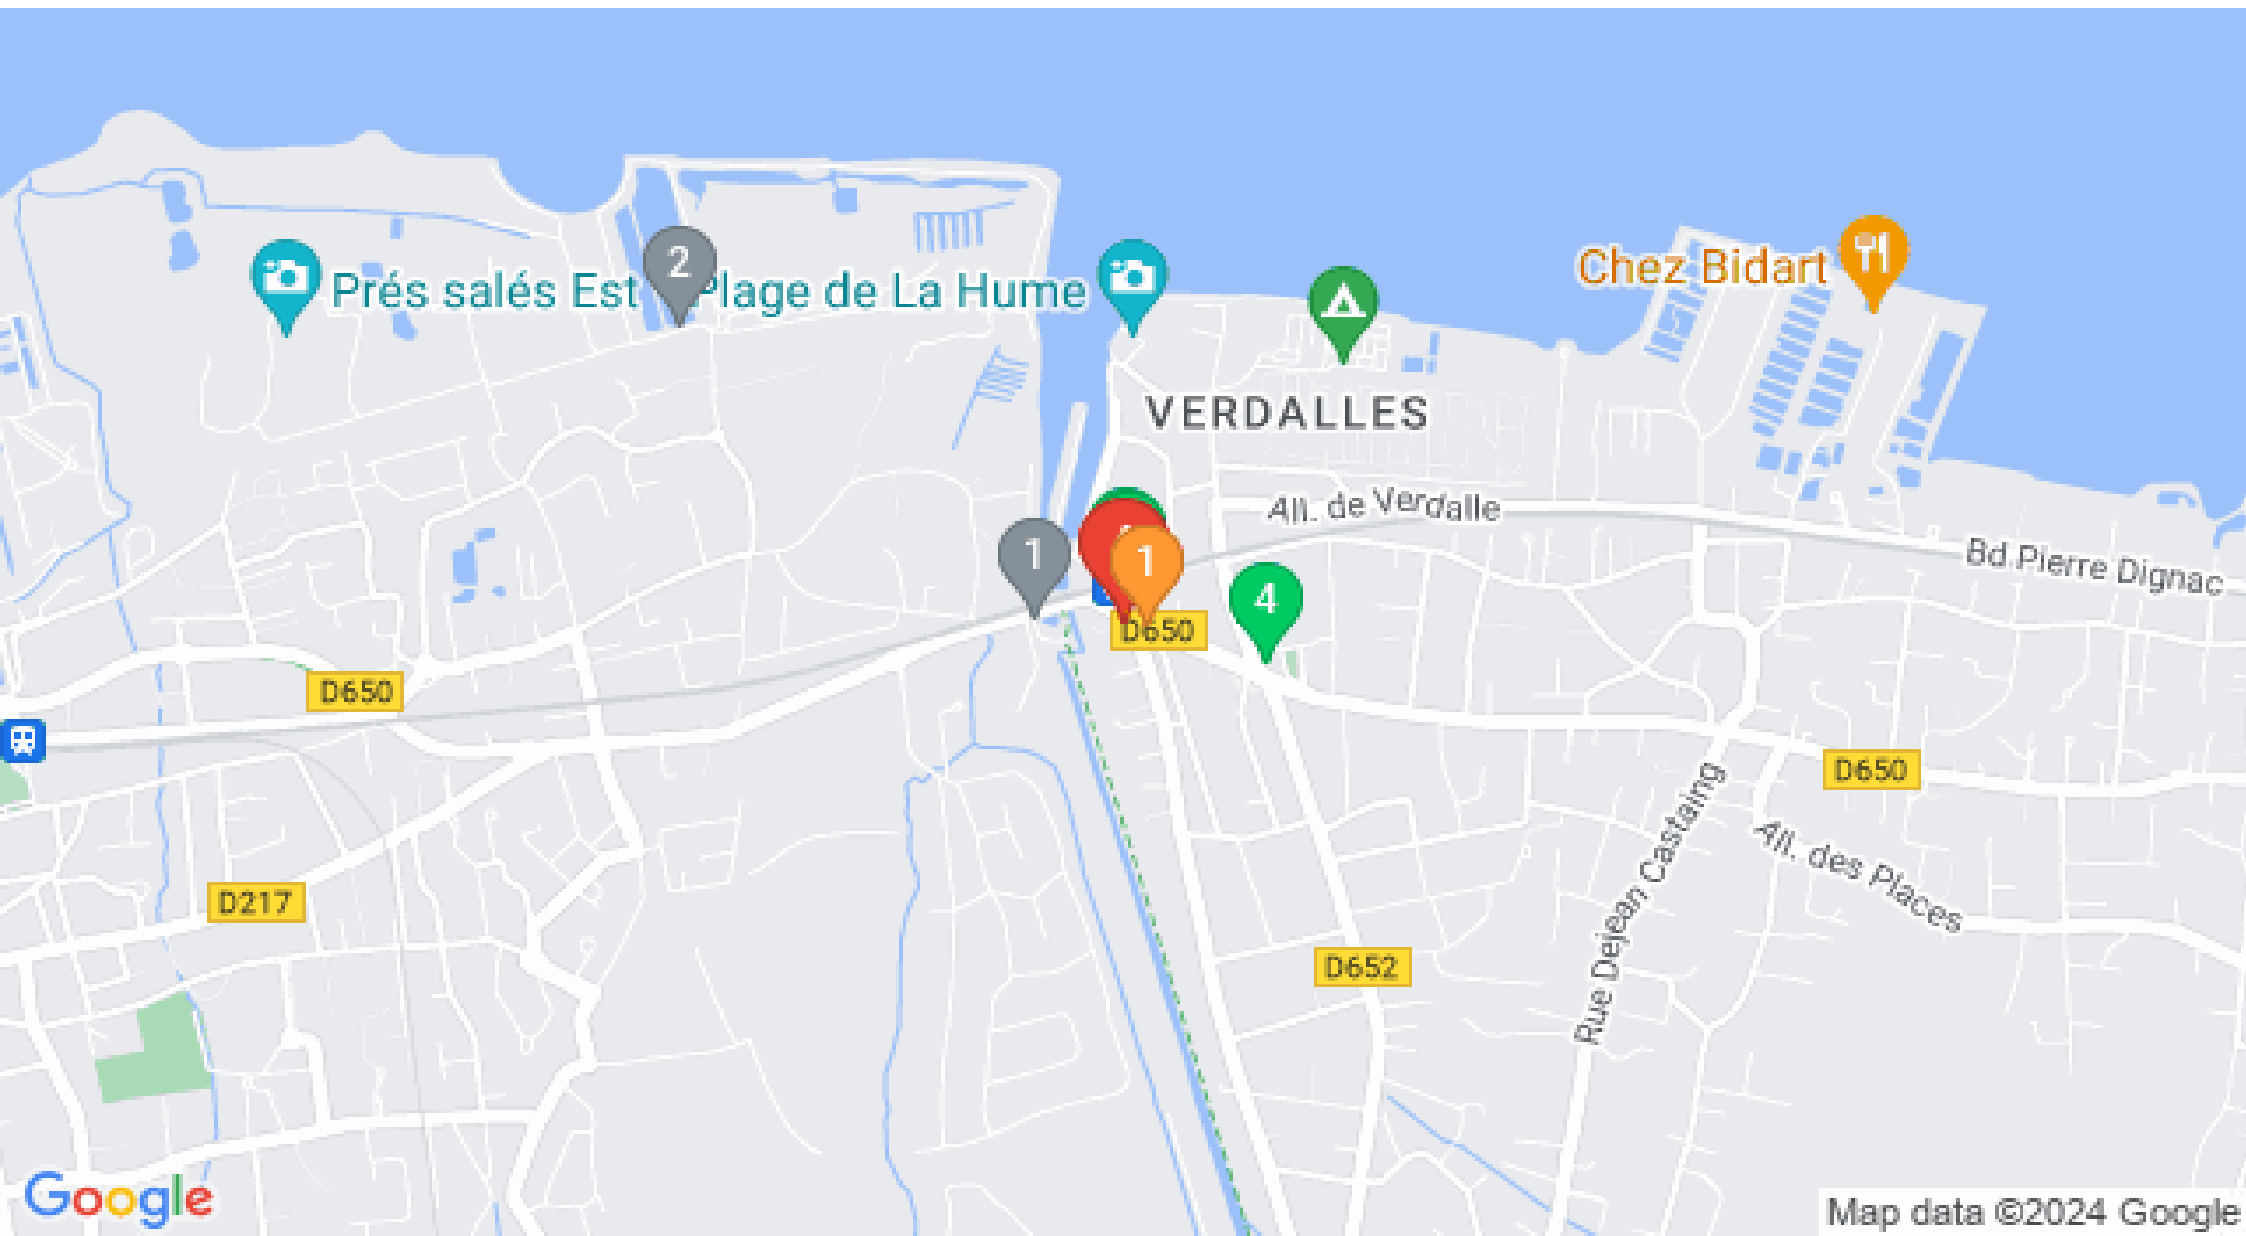 2
Prés salés Est
Plage de La Hume
Chez Bidart
VERDALLES
All. de Verdalle
Bd Pierre Dignac
1
1
4
D650
D650
D650
Rue Dejean Castaing
All. des Places
D217
D652
Google
Map data ©2024 Google